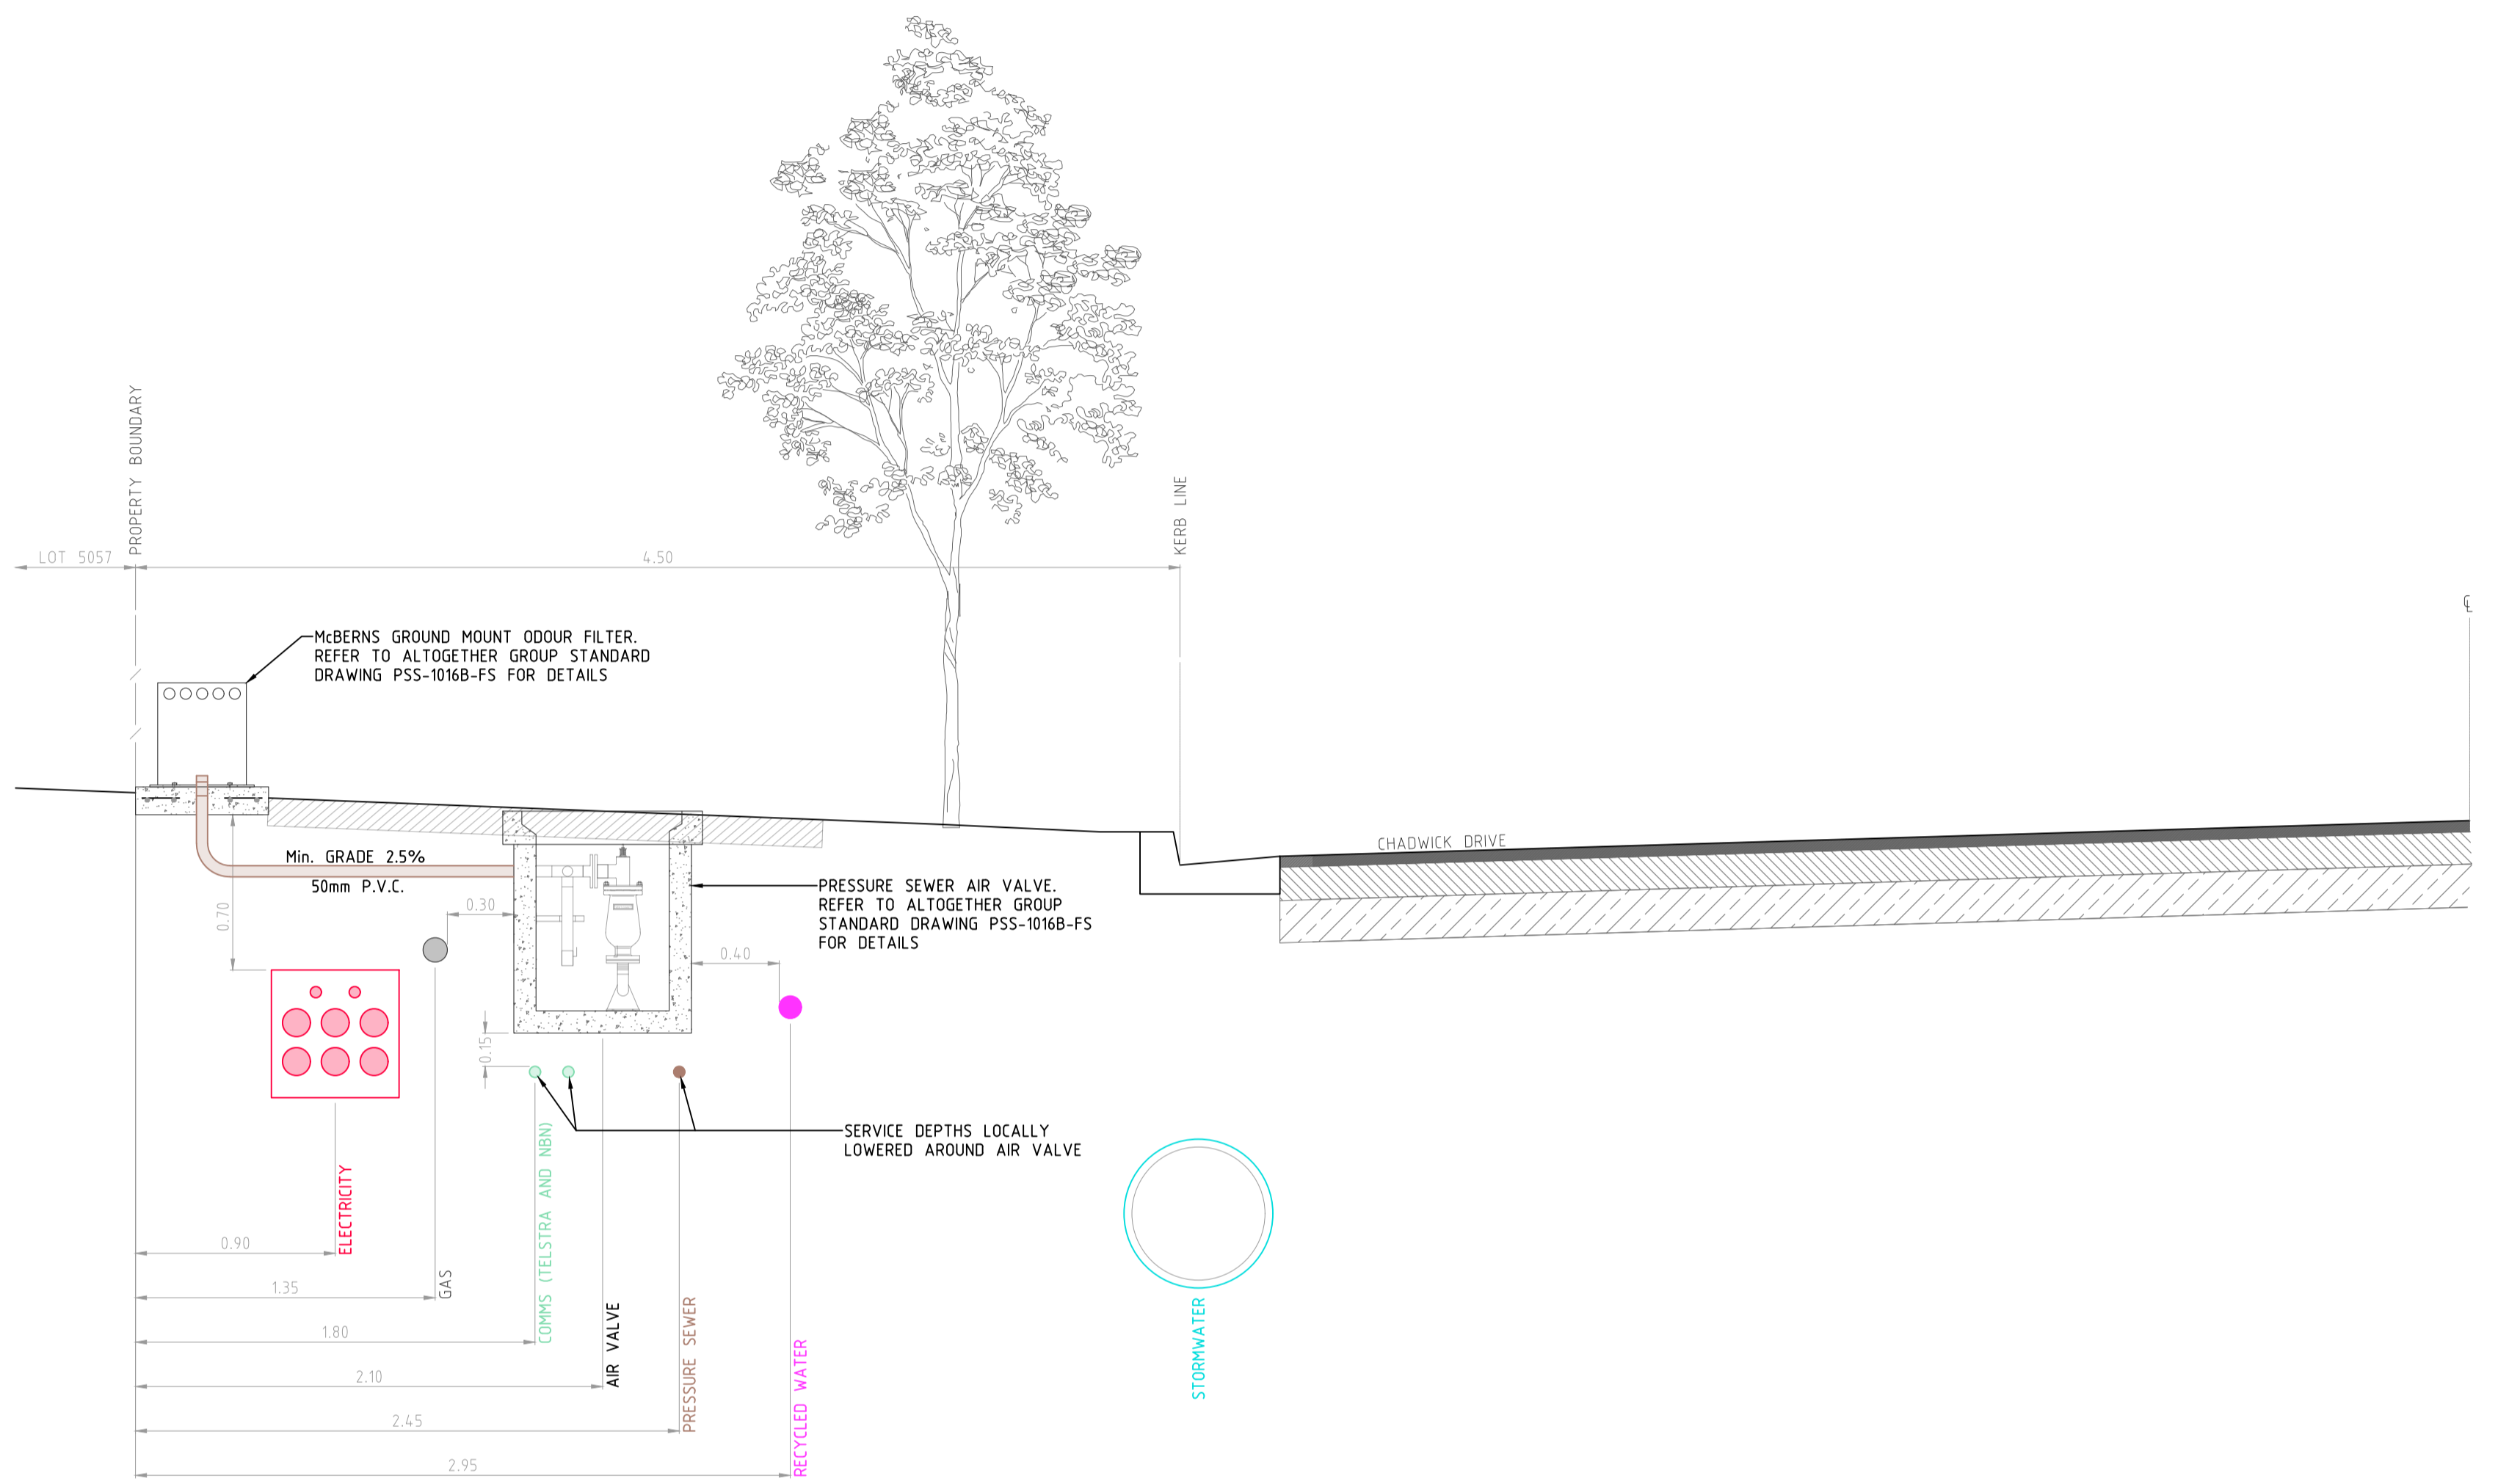 PROPERTY BOUNDARY
KERB LINE
LOT 5057
4.50
℄
McBERNS GROUND MOUNT ODOUR FILTER.
REFER TO ALTOGETHER GROUP STANDARD
DRAWING PSS-1016B-FS FOR DETAILS
CHADWICK DRIVE
Min. GRADE 2.5%
50mm P.V.C.
PRESSURE SEWER AIR VALVE.
REFER TO ALTOGETHER GROUP
STANDARD DRAWING PSS-1016B-FS
FOR DETAILS
0.70
0.30
0.40
0.15
SERVICE DEPTHS LOCALLY
LOWERED AROUND AIR VALVE
ELECTRICITY
0.90
GAS
1.35
COMMS (TELSTRA AND NBN)
1.80
AIR VALVE
2.10
PRESSURE SEWER
2.45
RECYCLED WATER
2.95
STORMWATER